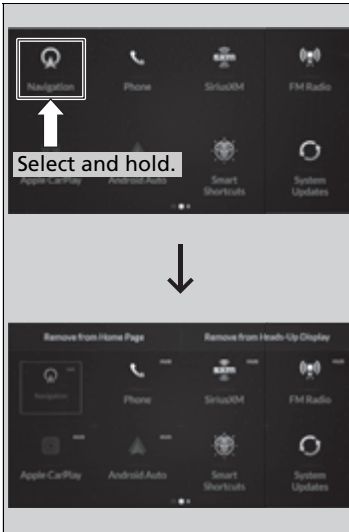 Navigation
Phone
SiriusXM
FM Radio
Select and hold.
Apple CarPlay
Android Auto
Smart
Shortcuts
System
Updates
Remove from Home Page
Remove from Heads-Up Display
Navigation
Phone
SiriusXM
FM Radio
Apple CarPlay
Android Auto
Smart
Shortcuts
System
Updates